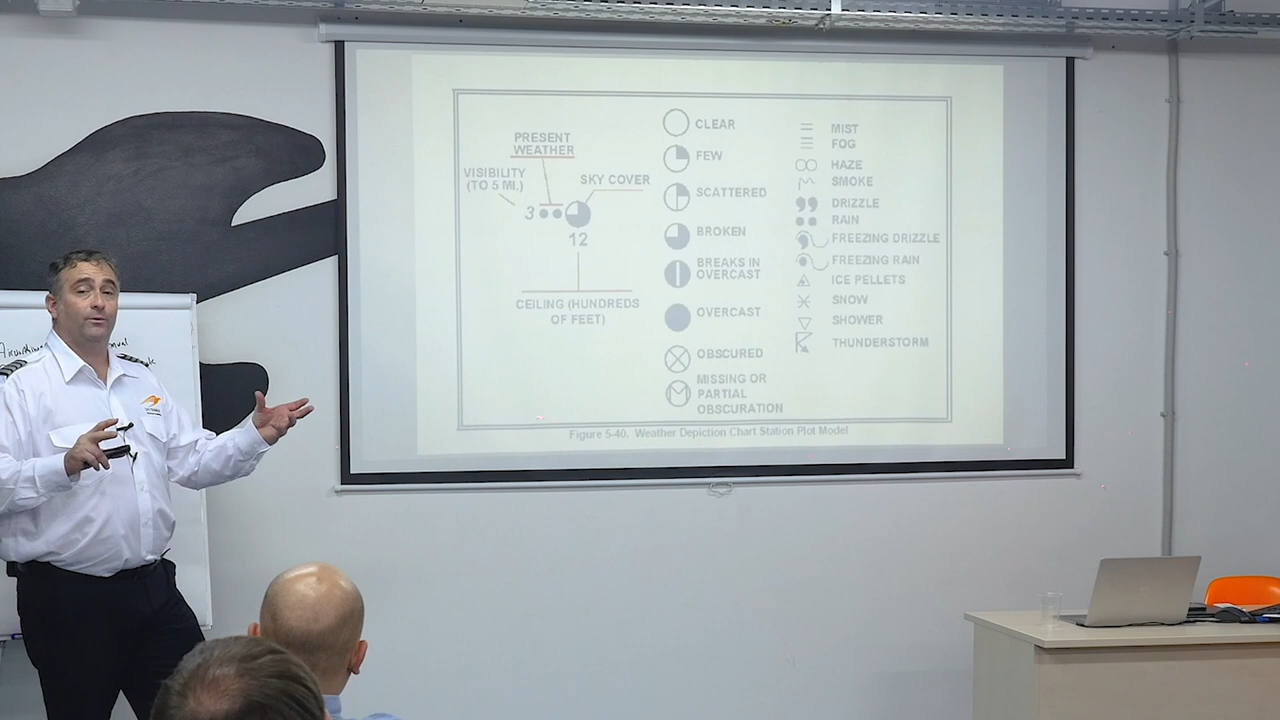 PRESENT
WEATHER
VISIBILITY
(TO 5 MI.)
SKY COVER
3
12
CEILING (HUNDREDS
OF FEET)
CLEAR
FEW
SCATTERED
BROKEN
BREAKS IN
OVERCAST
OVERCAST
OBSCURED
MISSING OR
PARTIAL
OBSCURATION
MIST
FOG
HAZE
SMOKE
DRIZZLE
RAIN
FREEZING DRIZZLE
FREEZING RAIN
ICE PELLETS
SNOW
SHOWER
THUNDERSTORM
Figure 5-40. Weather Depiction Chart Station Plot Model